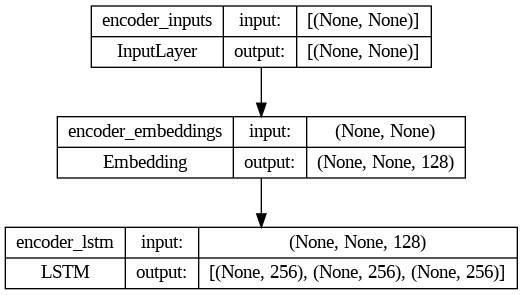 encoder_inputs input: [(None, None)]
InputLayer output: [(None, None)]
encoder_embeddings input: (None, None)
Embedding output: (None, None, 128)
encoder_lstm input: (None, None, 128)
LSTM output: [(None, 256), (None, 256), (None, 256)]